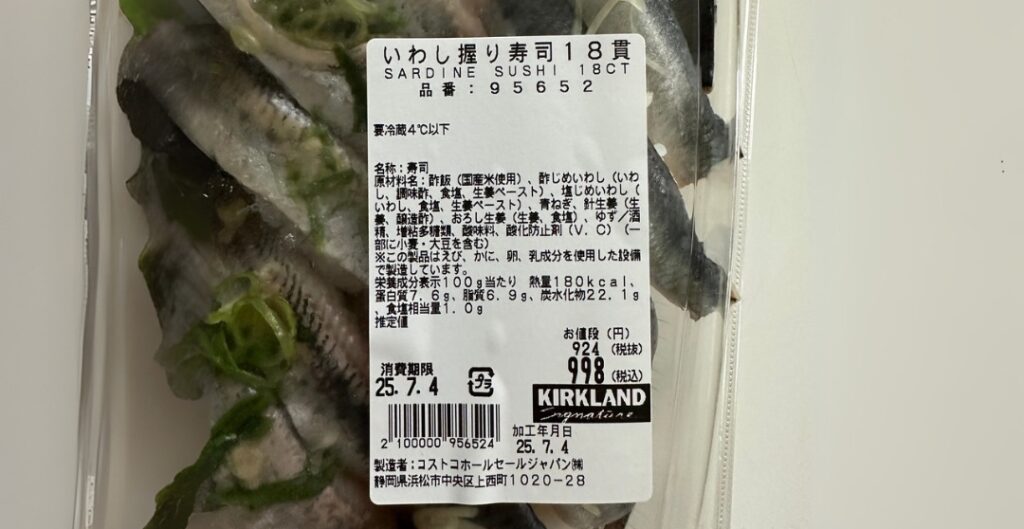 いわし握り寿司18貫
SARDINE SUSHI 18CT
品番:95652
要冷蔵4℃以下
名称:寿司
原材料名:酢飯(国産米使用)、酢じめいわし(いわ
し、調味酢、食塩、生姜ペースト)、塩じめいわし(
いわし、食塩、生姜ペースト)、青ねぎ、針生姜(生
姜、醸造酢)、おろし生姜(生姜、食塩)、ゆず/酒
精、増粘多糖類、酸味料、酸化防止剤(V.C)(一
部に小麦・大豆を含む)
※この製品はえび、かに、卵、乳成分を使用した設備
で製造しています。
栄養成分表示100g当たり 熱量180kcal、
蛋白質7.6g、脂質6.9g、炭水化物22.1g
、食塩相当量1.0g
推定値
お値段(円)
924(税抜)
998(税込)
消費期限
25.7.4
プラ
KIRKLAND
Signature
2100000956524
加工年月日
25.7.4
製造者:コストコホールセールジャパン㈱
静岡県浜松市中央区上西町1020-28